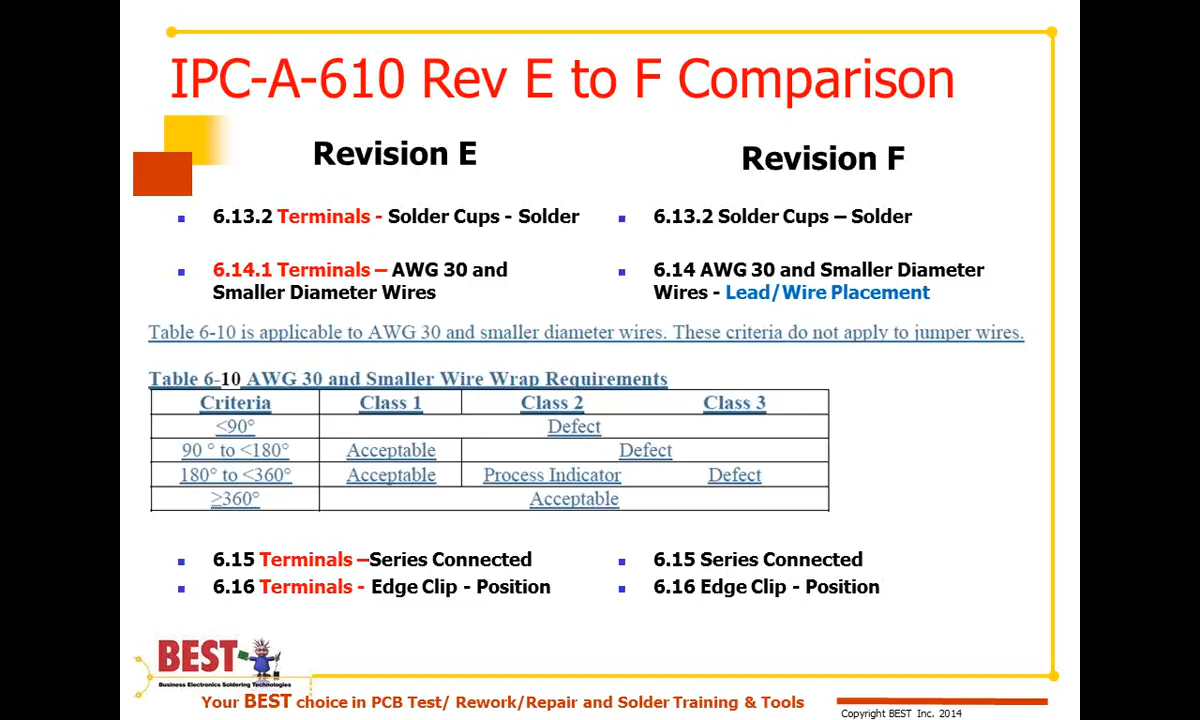 IPC-A-610 Rev E to F Comparison
Revision E
Revision F
6.13.2 Terminals - Solder Cups - Solder
6.13.2 Solder Cups – Solder
6.14.1 Terminals – AWG 30 and
Smaller Diameter Wires
6.14 AWG 30 and Smaller Diameter
Wires - Lead/Wire Placement
Table 6-10 is applicable to AWG 30 and smaller diameter wires. These criteria do not apply to jumper wires.
Table 6-10 AWG 30 and Smaller Wire Wrap Requirements
Criteria Class 1 Class 2 Class 3
<90° Defect
90 ° to <180° Acceptable Defect
180° to <360° Acceptable Process Indicator Defect
≥360° Acceptable
6.15 Terminals –Series Connected
6.16 Terminals - Edge Clip - Position
6.15 Series Connected
6.16 Edge Clip - Position
BEST
Business Electronics Soldering Technologies
Your BEST choice in PCB Test/ Rework/Repair and Solder Training & Tools
Copyright BEST Inc. 2014